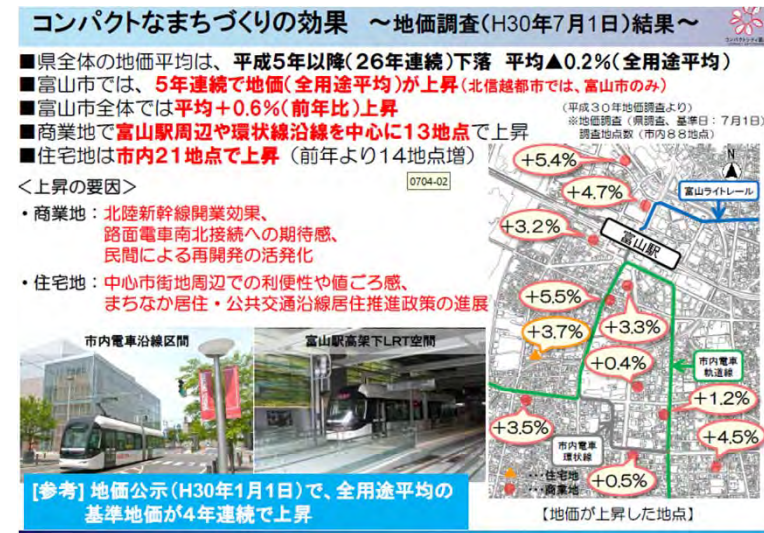 コンパクトなまちづくりの効果 ～地価調査(H30年7月1日)結果～
■県全体の地価平均は、平成5年以降(26年連続)下落 平均▲0.2%(全用途平均)
■富山市では、5年連続で地価(全用途平均)が上昇(北信越都市では、富山市のみ)
■富山市全体では平均+0.6%(前年比)上昇
(平成30年地価調査より)
※地価調査(県調査、基準日:7月1日)
調査地点数(市内88地点)
■商業地で富山駅周辺や環状線沿線を中心に13地点で上昇
■住宅地は市内21地点で上昇 (前年より14地点増)
<上昇の要因>
0704-02
・商業地:北陸新幹線開業効果、
路面電車南北接続への期待感、
民間による再開発の活発化
・住宅地:中心市街地周辺での利便性や値ごろ感、
まちなか居住・公共交通沿線居住推進政策の進展
市内電車沿線区間
富山駅高架下LRT空間
[参考] 地価公示(H30年1月1日)で、全用途平均の
基準地価が4年連続で上昇
N
+5.4%
+4.7%
富山ライトレール
+3.2%
富山駅
+5.5%
+3.7%
+3.3%
+0.4%
市内電車
軌道線
+1.2%
+3.5%
+4.5%
市内電車
環状線
+0.5%
・・・住宅地
・・・商業地
【地価が上昇した地点】